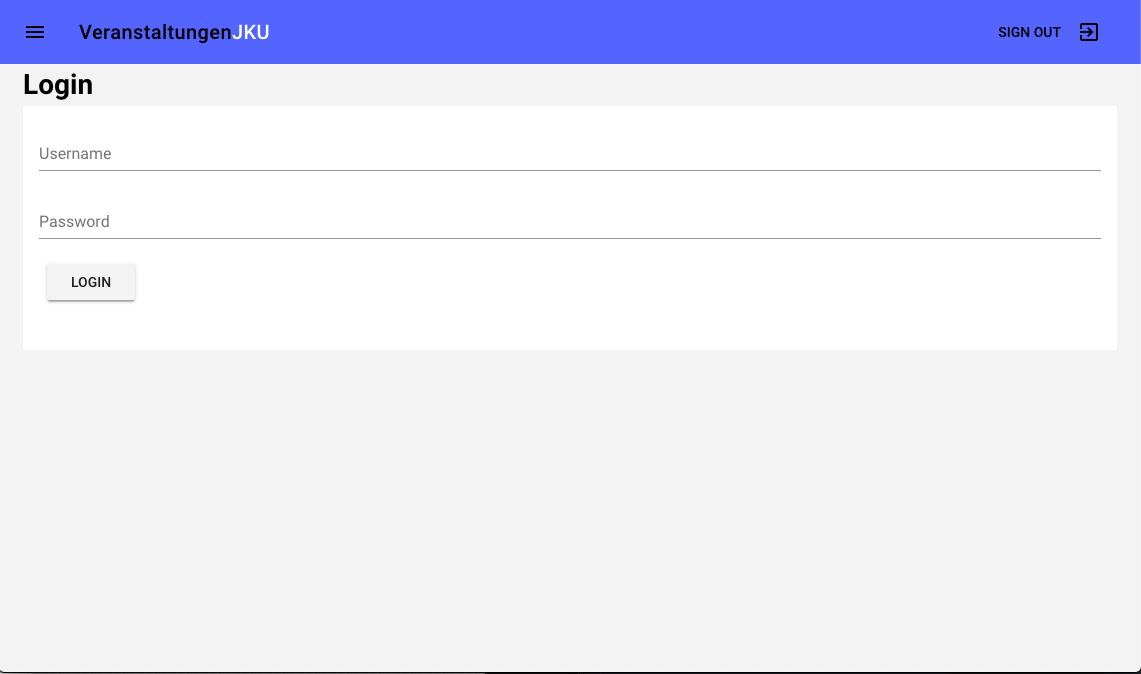 VeranstaltungenJKU SIGN OUT
Login
Username
Password
LOGIN